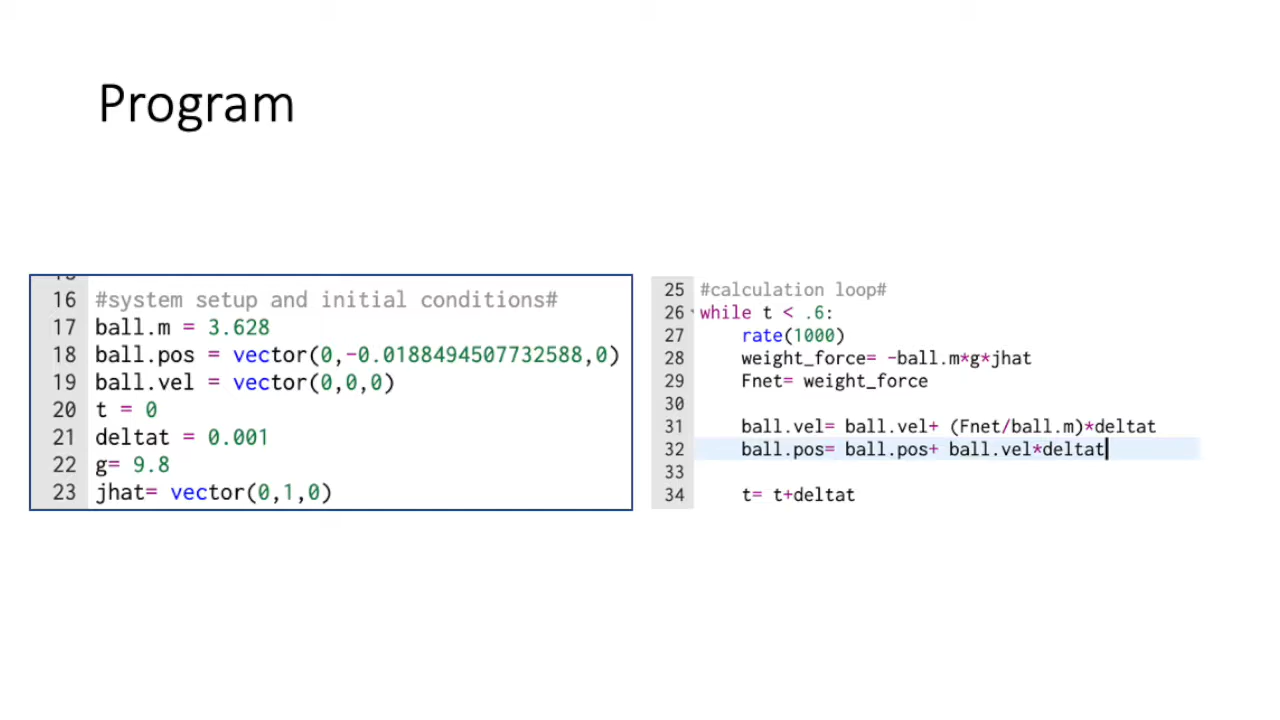 Program
16 #system setup and initial conditions#
17 ball.m = 3.628
18 ball.pos = vector(0,-0.0188494507732588,0)
19 ball.vel = vector(0,0,0)
20 t = 0
21 deltat = 0.001
22 g= 9.8
23 jhat= vector(0,1,0)
25 #calculation loop#
26 while t < .6:
27 rate(1000)
28 weight_force= -ball.m*g*jhat
29 Fnet= weight_force
30
31 ball.vel= ball.vel+ (Fnet/ball.m)*deltat
32 ball.pos= ball.pos+ ball.vel*deltat
33
34 t= t+deltat